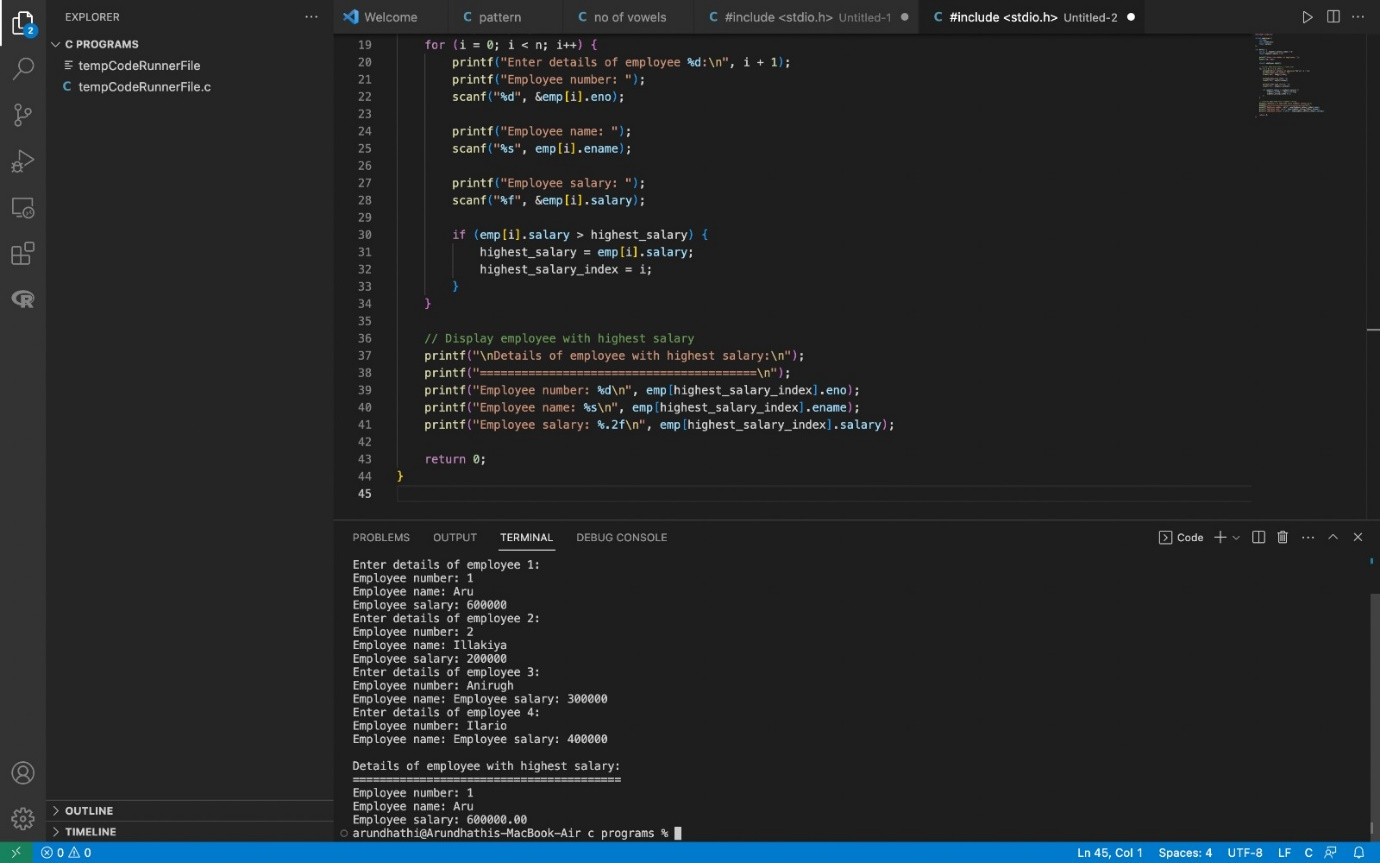 EXPLORER
Welcome
C pattern
C no of vowels
C #include <stdio.h> Untitled-1
C #include <stdio.h> Untitled-2
2
C PROGRAMS
tempCodeRunnerFile
C tempCodeRunnerFile.c
19 for (i = 0; i < n; i++) {
20 printf("Enter details of employee %d:\n", i + 1);
21 printf("Employee number: ");
22 scanf("%d", &emp[i].eno);
23
24 printf("Employee name: ");
25 scanf("%s", emp[i].ename);
26
27 printf("Employee salary: ");
28 scanf("%f", &emp[i].salary);
29
30 if (emp[i].salary > highest_salary) {
31 highest_salary = emp[i].salary;
32 highest_salary_index = i;
33 }
34 }
35
36 // Display employee with highest salary
37 printf("\nDetails of employee with highest salary:\n");
38 printf("========================================\n");
39 printf("Employee number: %d\n", emp[highest_salary_index].eno);
40 printf("Employee name: %s\n", emp[highest_salary_index].ename);
41 printf("Employee salary: %.2f\n", emp[highest_salary_index].salary);
42
43 return 0;
44 }
45
PROBLEMS OUTPUT TERMINAL DEBUG CONSOLE
Code
Enter details of employee 1:
Employee number: 1
Employee name: Aru
Employee salary: 600000
Enter details of employee 2:
Employee number: 2
Employee name: Illakiya
Employee salary: 200000
Enter details of employee 3:
Employee number: Anirugh
Employee name: Employee salary: 300000
Enter details of employee 4:
Employee number: Ilario
Employee name: Employee salary: 400000
Details of employee with highest salary:
========================================
Employee number: 1
Employee name: Aru
Employee salary: 600000.00
arundhathi@Arundhathis-MacBook-Air c programs %
OUTLINE
TIMELINE
0 0
Ln 45, Col 1 Spaces: 4 UTF-8 LF C